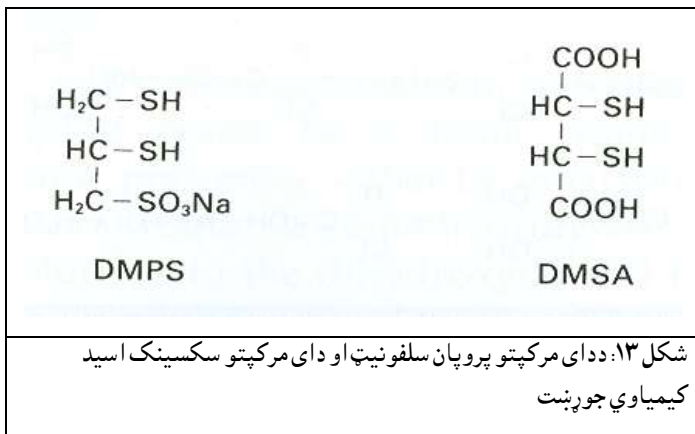 H₂C – SH
HC – SH
H₂C – SO₃Na
DMPS
COOH
HC – SH
HC – SH
COOH
DMSA
شکل ۱۳: ددای مرکپتو پروپان سلفونیټ او دای مرکپتو سکسینک اسید
کیمیاوي جوړښت